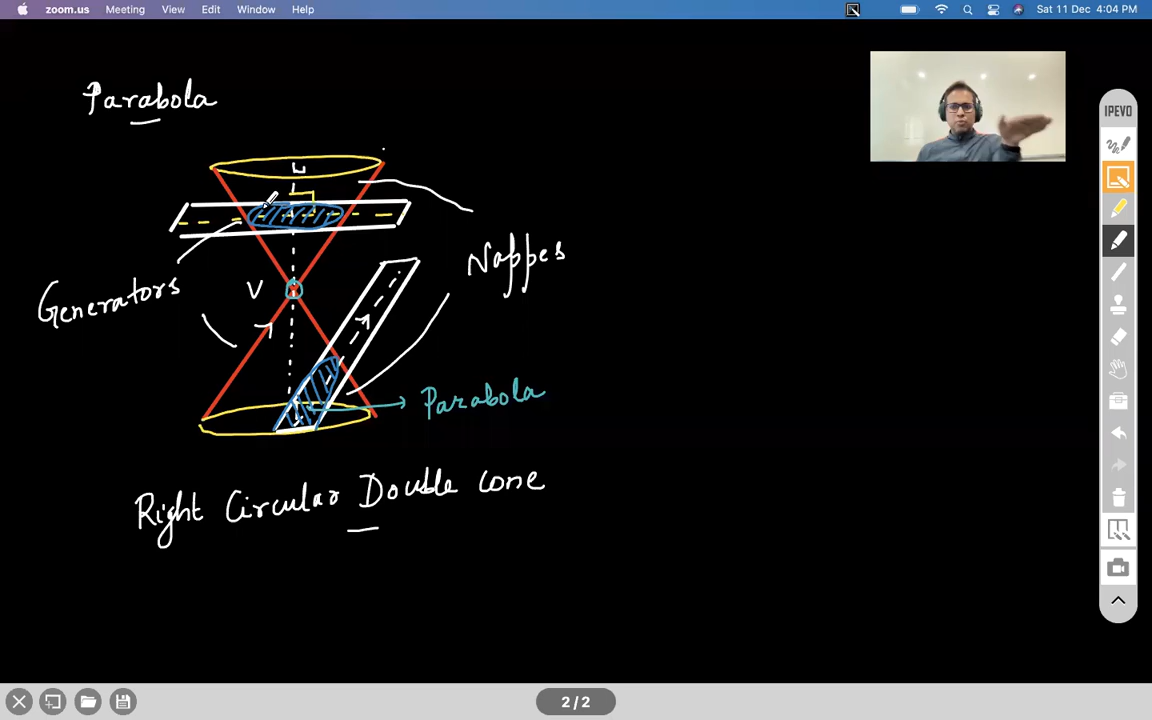 zoom.us Meeting View Edit Window Help
Sat 11 Dec 4:04 PM
Parabola
IPEVO
Nappes
Generators
V
Parabola
Right Circular Double cone
2/2